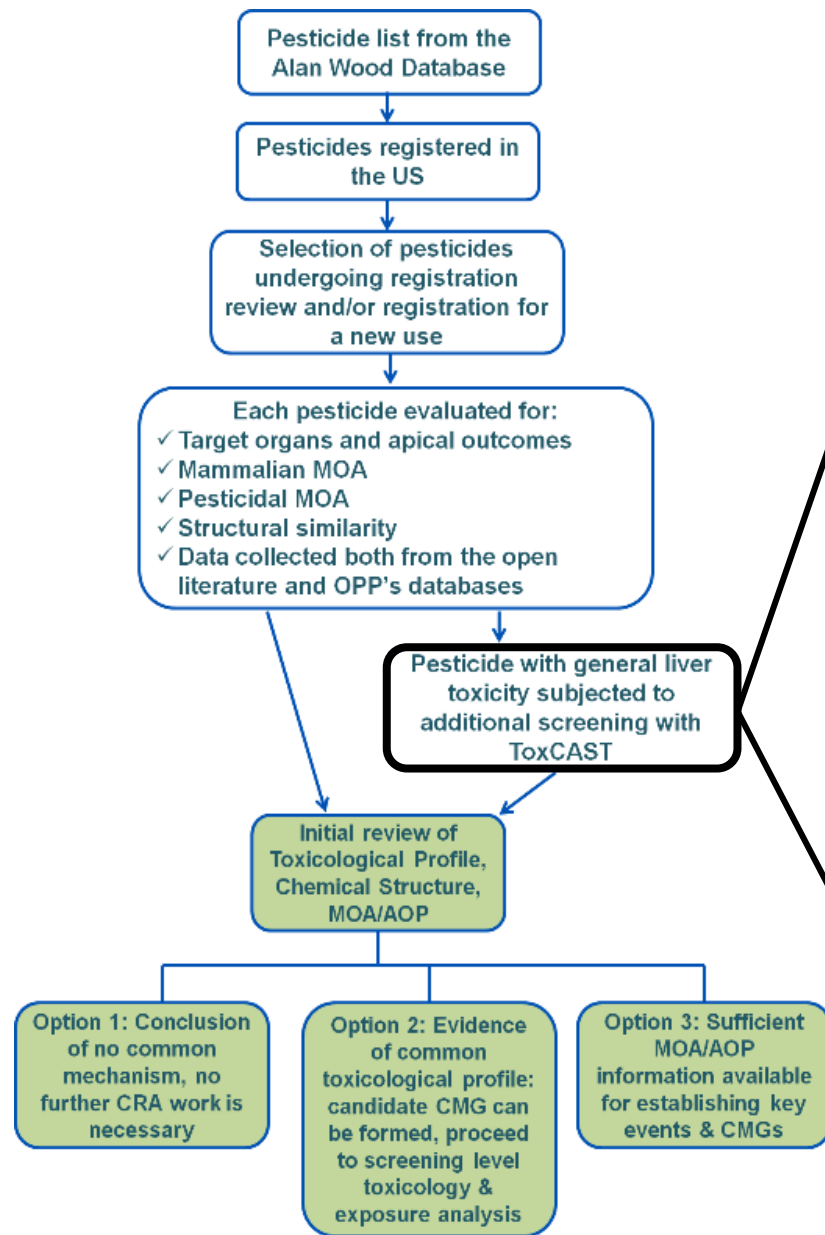 Pesticide list from the
Alan Wood Database
Pesticides registered in
the US
Selection of pesticides
undergoing registration
review and/or registration for
a new use
Each pesticide evaluated for:
✓ Target organs and apical outcomes
✓ Mammalian MOA
✓ Pesticidal MOA
✓ Structural similarity
✓ Data collected both from the open
literature and OPP's databases
Pesticide with general liver
toxicity subjected to
additional screening with
ToxCAST
Initial review of
Toxicological Profile,
Chemical Structure,
MOA/AOP
Option 1: Conclusion
of no common
mechanism, no
further CRA work is
necessary
Option 2: Evidence
of common
toxicological profile:
candidate CMG can
be formed, proceed
to screening level
toxicology &
exposure analysis
Option 3: Sufficient
MOA/AOP
information available
for establishing key
events & CMGs